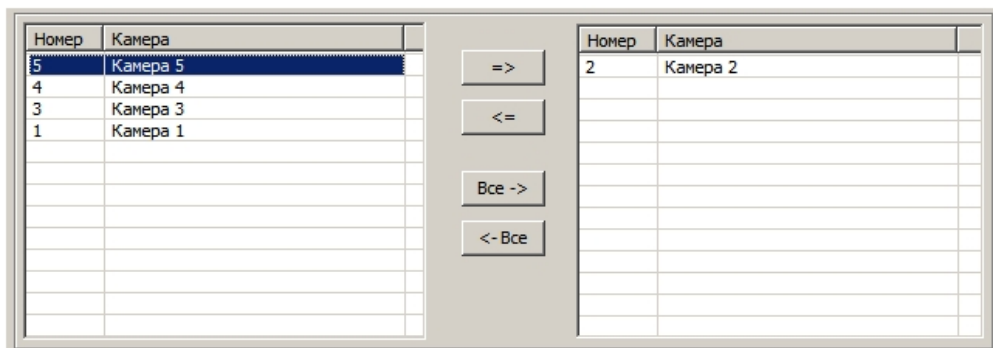 Номер Камера
5 Камера 5
4 Камера 4
3 Камера 3
1 Камера 1
=>
<=
Все ->
<- Все
Номер Камера
2 Камера 2